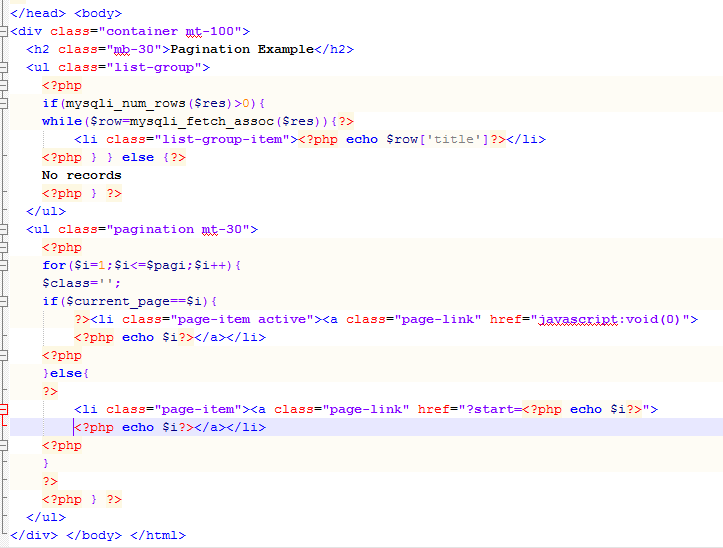 </head> <body>
<div class="container mt-100">
<h2 class="mb-30">Pagination Example</h2>
<ul class="list-group">
<?php
if(mysqli_num_rows($res)>0){
while($row=mysqli_fetch_assoc($res)){?>
<li class="list-group-item"><?php echo $row['title']?></li>
<?php } } else {?>
No records
<?php } ?>
</ul>
<ul class="pagination mt-30">
<?php
for($i=1;$i<=$pagi;$i++){
$class='';
if($current_page==$i){
?><li class="page-item active"><a class="page-link" href="javascript:void(0)">
<?php echo $i?></a></li>
<?php
}else{
?>
<li class="page-item"><a class="page-link" href="?start=<?php echo $i?>">
<?php echo $i?></a></li>
<?php
}
?>
<?php } ?>
</ul>
</div> </body> </html>